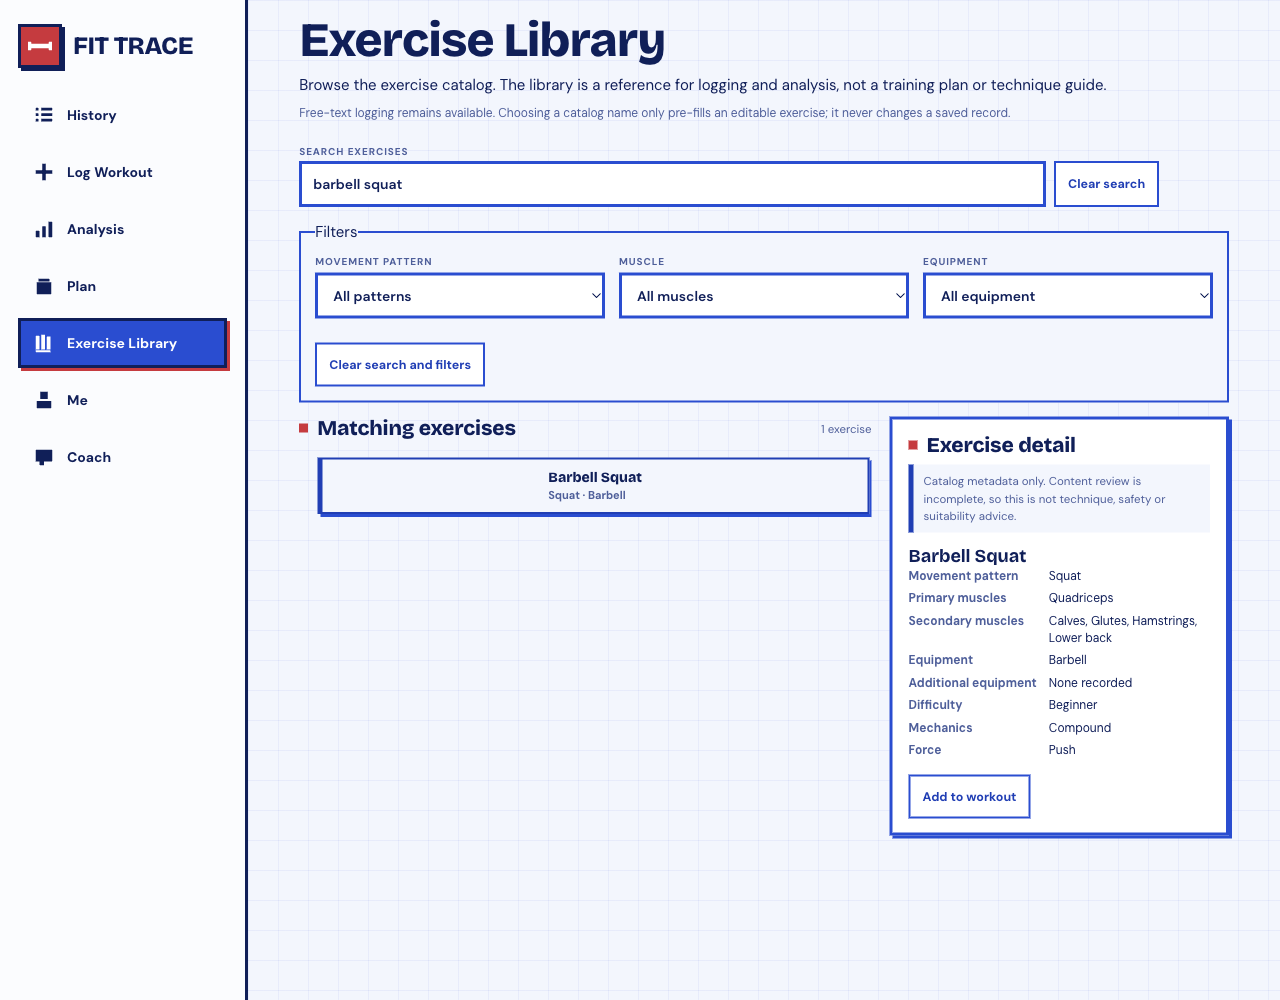 FIT TRACE
History
Log Workout
Analysis
Plan
Exercise Library
Me
Coach
Exercise Library
Browse the exercise catalog. The library is a reference for logging and analysis, not a training plan or technique guide.
Free-text logging remains available. Choosing a catalog name only pre-fills an editable exercise; it never changes a saved record.
SEARCH EXERCISES
barbell squat
Clear search
Filters
MOVEMENT PATTERN
All patterns
MUSCLE
All muscles
EQUIPMENT
All equipment
Clear search and filters
Matching exercises
1 exercise
Barbell Squat
Squat · Barbell
Exercise detail
Catalog metadata only. Content review is
incomplete, so this is not technique, safety or
suitability advice.
Barbell Squat
Movement pattern Squat
Primary muscles Quadriceps
Secondary muscles Calves, Glutes, Hamstrings,
Lower back
Equipment Barbell
Additional equipment None recorded
Difficulty Beginner
Mechanics Compound
Force Push
Add to workout